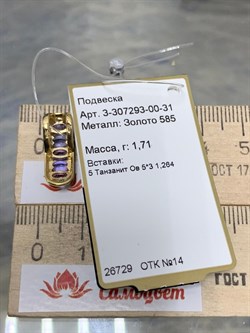 Подвеска
Арт. 3-307293-00-31
Металл: Золото 585
Масса, г: 1,71
Вставки:
5 Танзанит Ов 5*3 1,264
26729 ОТК №14
Самоцвет